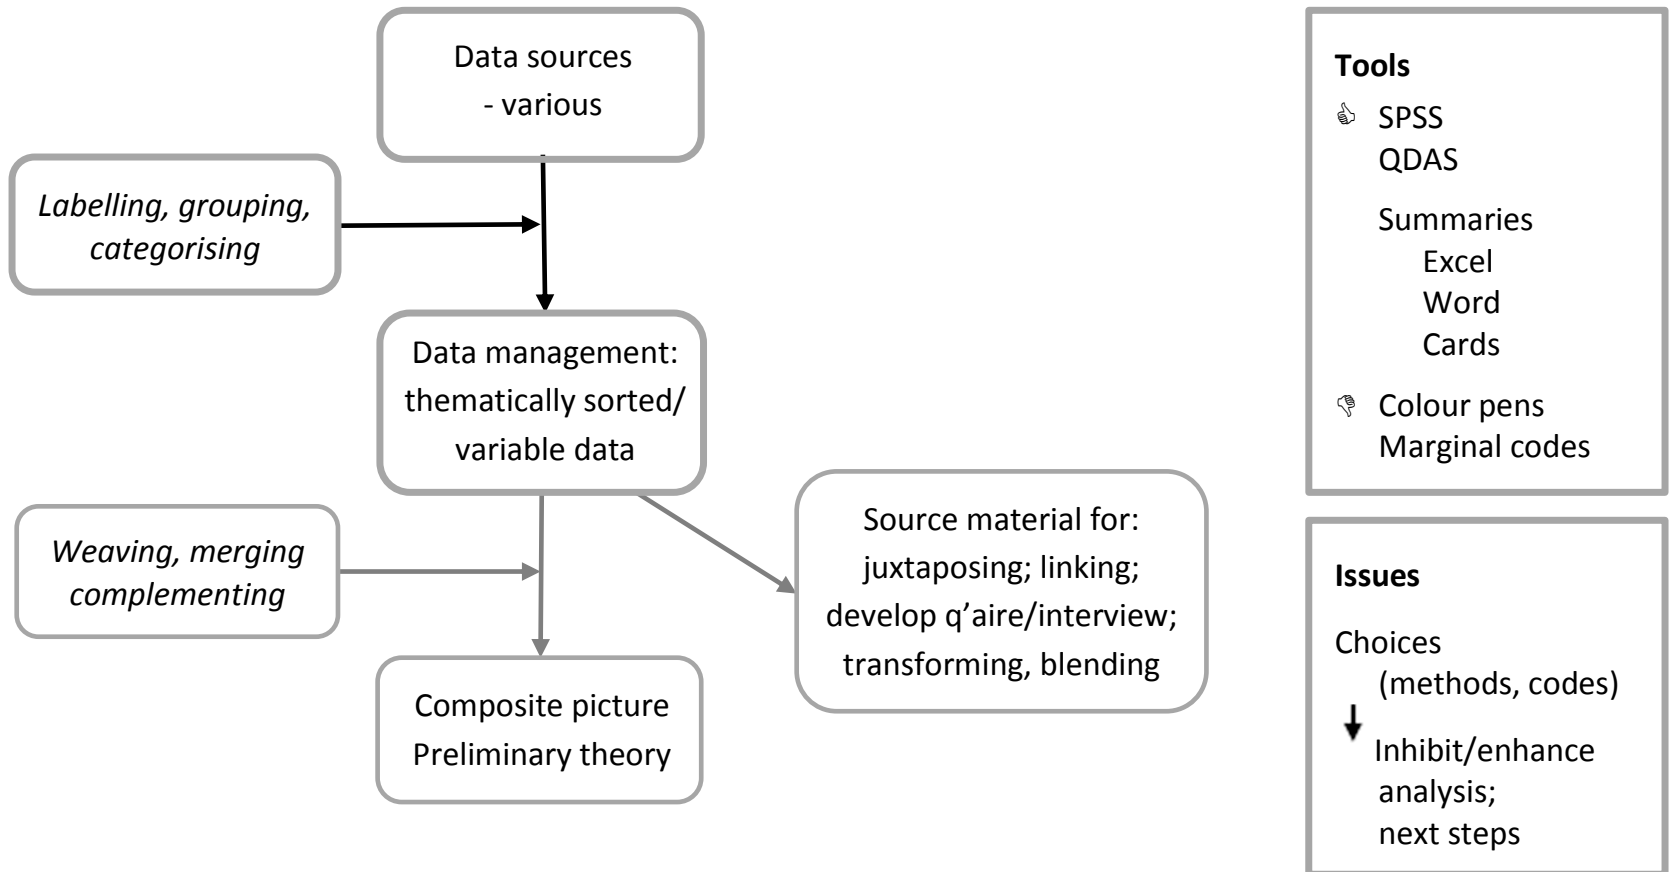 Data sources
- various
Labelling, grouping,
categorising
Data management:
thematically sorted/
variable data
Weaving, merging
complementing
Source material for:
juxtaposing; linking;
develop q’aire/interview;
transforming, blending
Composite picture
Preliminary theory
Tools
SPSS
QDAS
Summaries
Excel
Word
Cards
Colour pens
Marginal codes
Issues
Choices
(methods, codes)
Inhibit/enhance
analysis;
next steps